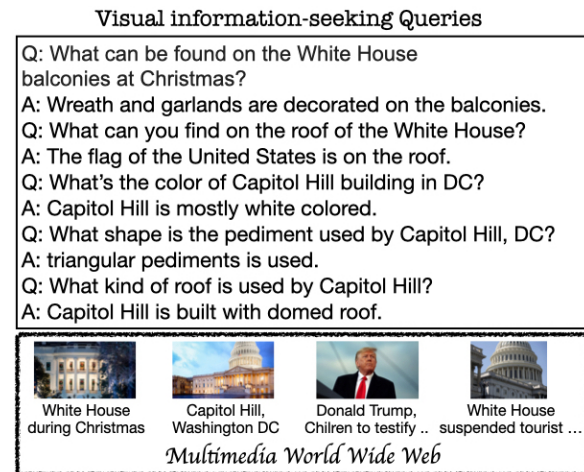 Visual information-seeking Queries
Q: What can be found on the White House
balconies at Christmas?
A: Wreath and garlands are decorated on the balconies.
Q: What can you find on the roof of the White House?
A: The flag of the United States is on the roof.
Q: What's the color of Capitol Hill building in DC?
A: Capitol Hill is mostly white colored.
Q: What shape is the pediment used by Capitol Hill, DC?
A: triangular pediments is used.
Q: What kind of roof is used by Capitol Hill?
A: Capitol Hill is built with domed roof.
White House
during Christmas
Capitol Hill,
Washington DC
Donald Trump,
Chilren to testify ..
White House
suspended tourist ...
Multimedia World Wide Web